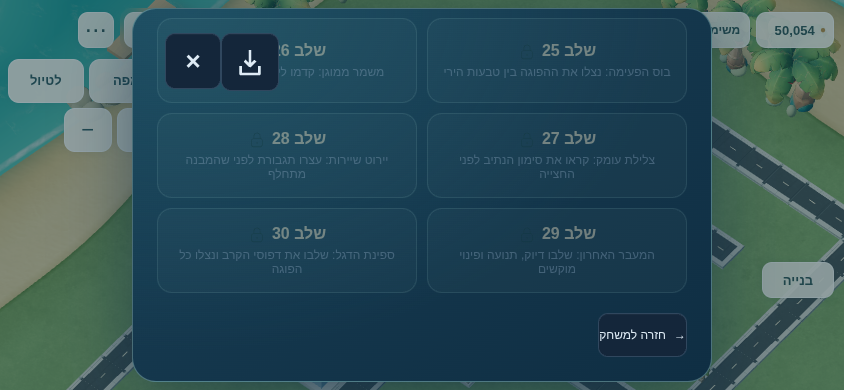 50,054
משימ
...
לטיול
מפה
—
בנייה
שלב 25
בוס הפעימה: נצלו את ההפוגה בין טבעות הירי
שלב 26
משמר ממוגן: קדמו
שלב 27
צלילת עומק: קראו את סימון הנתיב לפני
החצייה
שלב 28
יירוט שיירות: עצרו תגבורת לפני שהמבנה
מתחלף
שלב 29
המעבר האחרון: שלבו דיוק, תנועה ופינוי
מוקשים
שלב 30
ספינת הדגל: שלבו את דפוסי הקרב ונצלו כל
הפוגה
→ חזרה למשחק